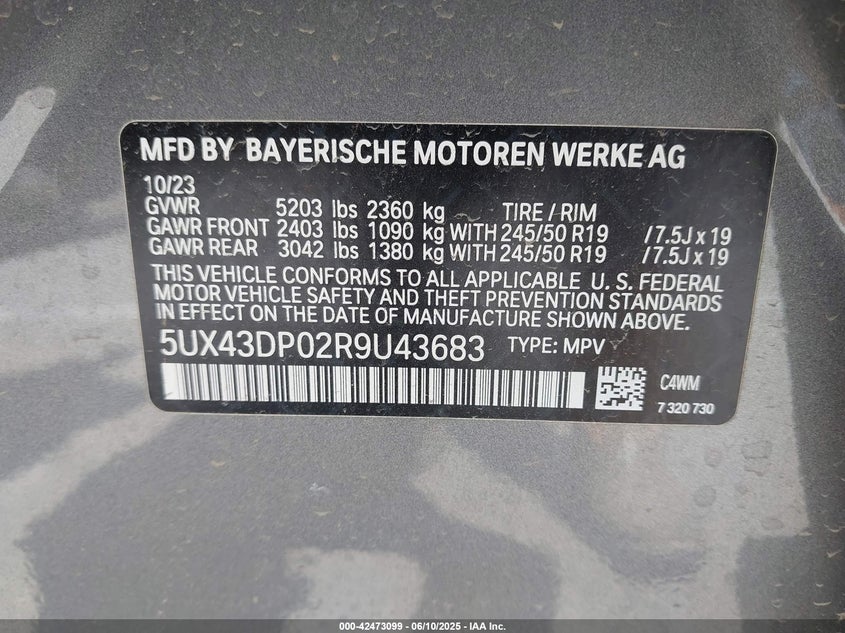 MFD BY BAYERISCHE MOTOREN WERKE AG
10/23
GVWR 5203 lbs 2360 kg TIRE / RIM
GAWR FRONT 2403 lbs 1090 kg WITH 245/50 R19 / 7.5J x 19
GAWR REAR 3042 lbs 1380 kg WITH 245/50 R19 / 7.5J x 19
THIS VEHICLE CONFORMS TO ALL APPLICABLE U. S. FEDERAL
MOTOR VEHICLE SAFETY AND THEFT PREVENTION STANDARDS
IN EFFECT ON THE DATE OF MANUFACTURE SHOWN ABOVE.
5UX43DP02R9U43683 TYPE: MPV
C4WM
7 320 730
000-42473099 - 06/10/2025 - IAA Inc.